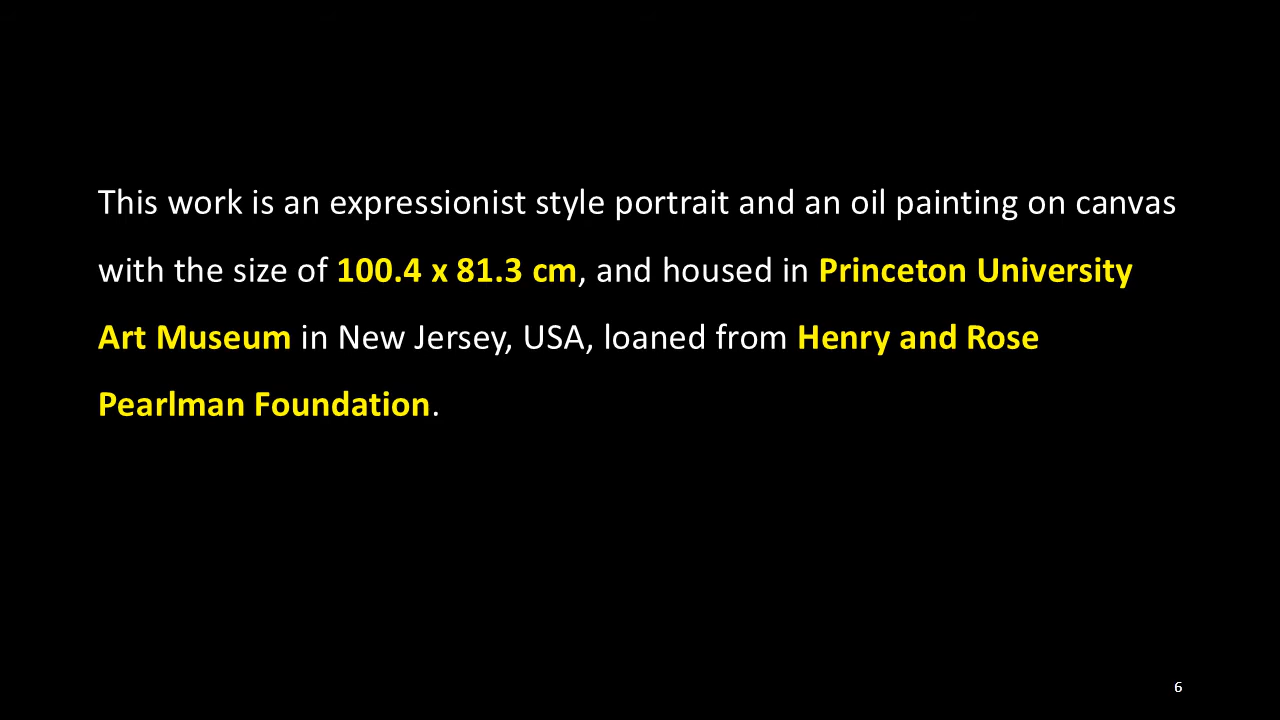 This work is an expressionist style portrait and an oil painting on canvas
with the size of 100.4 x 81.3 cm, and housed in Princeton University
Art Museum in New Jersey, USA, loaned from Henry and Rose
Pearlman Foundation.
6